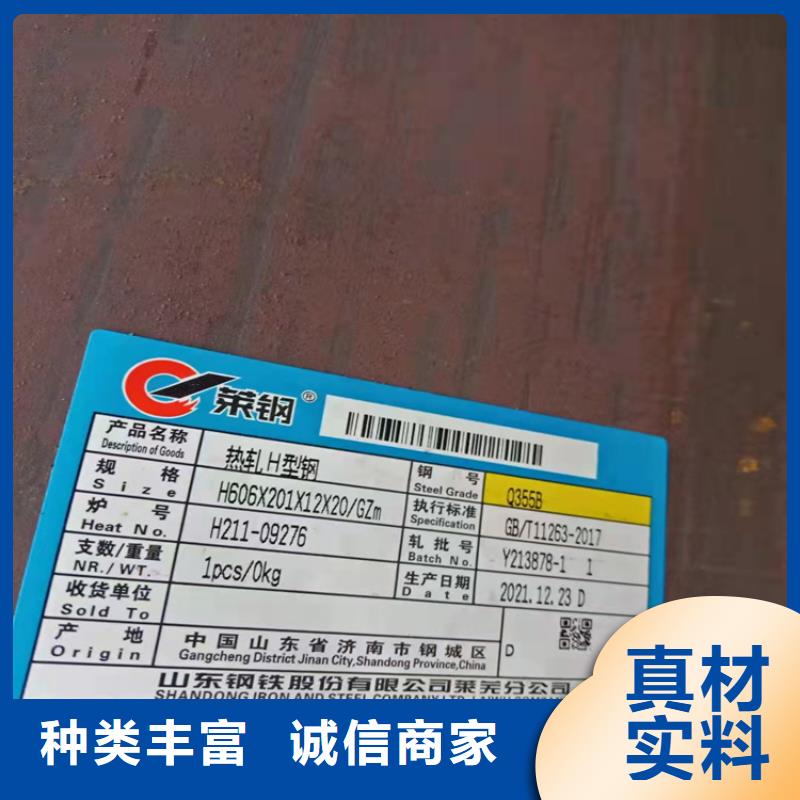 莱钢®
产品名称 热轧H型钢 钢号 Q355B
Description of Goods Steel Grade
规格 H606X201X12X20/GZm 执行标准 GB/T11263-2017
Size Specification
炉号 H211-09276 轧批号 Y213878-1 1
Heat No. Batch No.
支数/重量 1pcs/0kg 生产日期 2021.12.23 D
NR./WT. Date
收货单位
Sold To
产地 中国山东省济南市钢城区 D
Origin Gangcheng District Jinan City,Shandong Province,China
山东钢铁股份有限公司莱芜分公司
SHANDONG IRON AND STEEL COMPANY LTD.
种类丰富 诚信商家
真材
实料